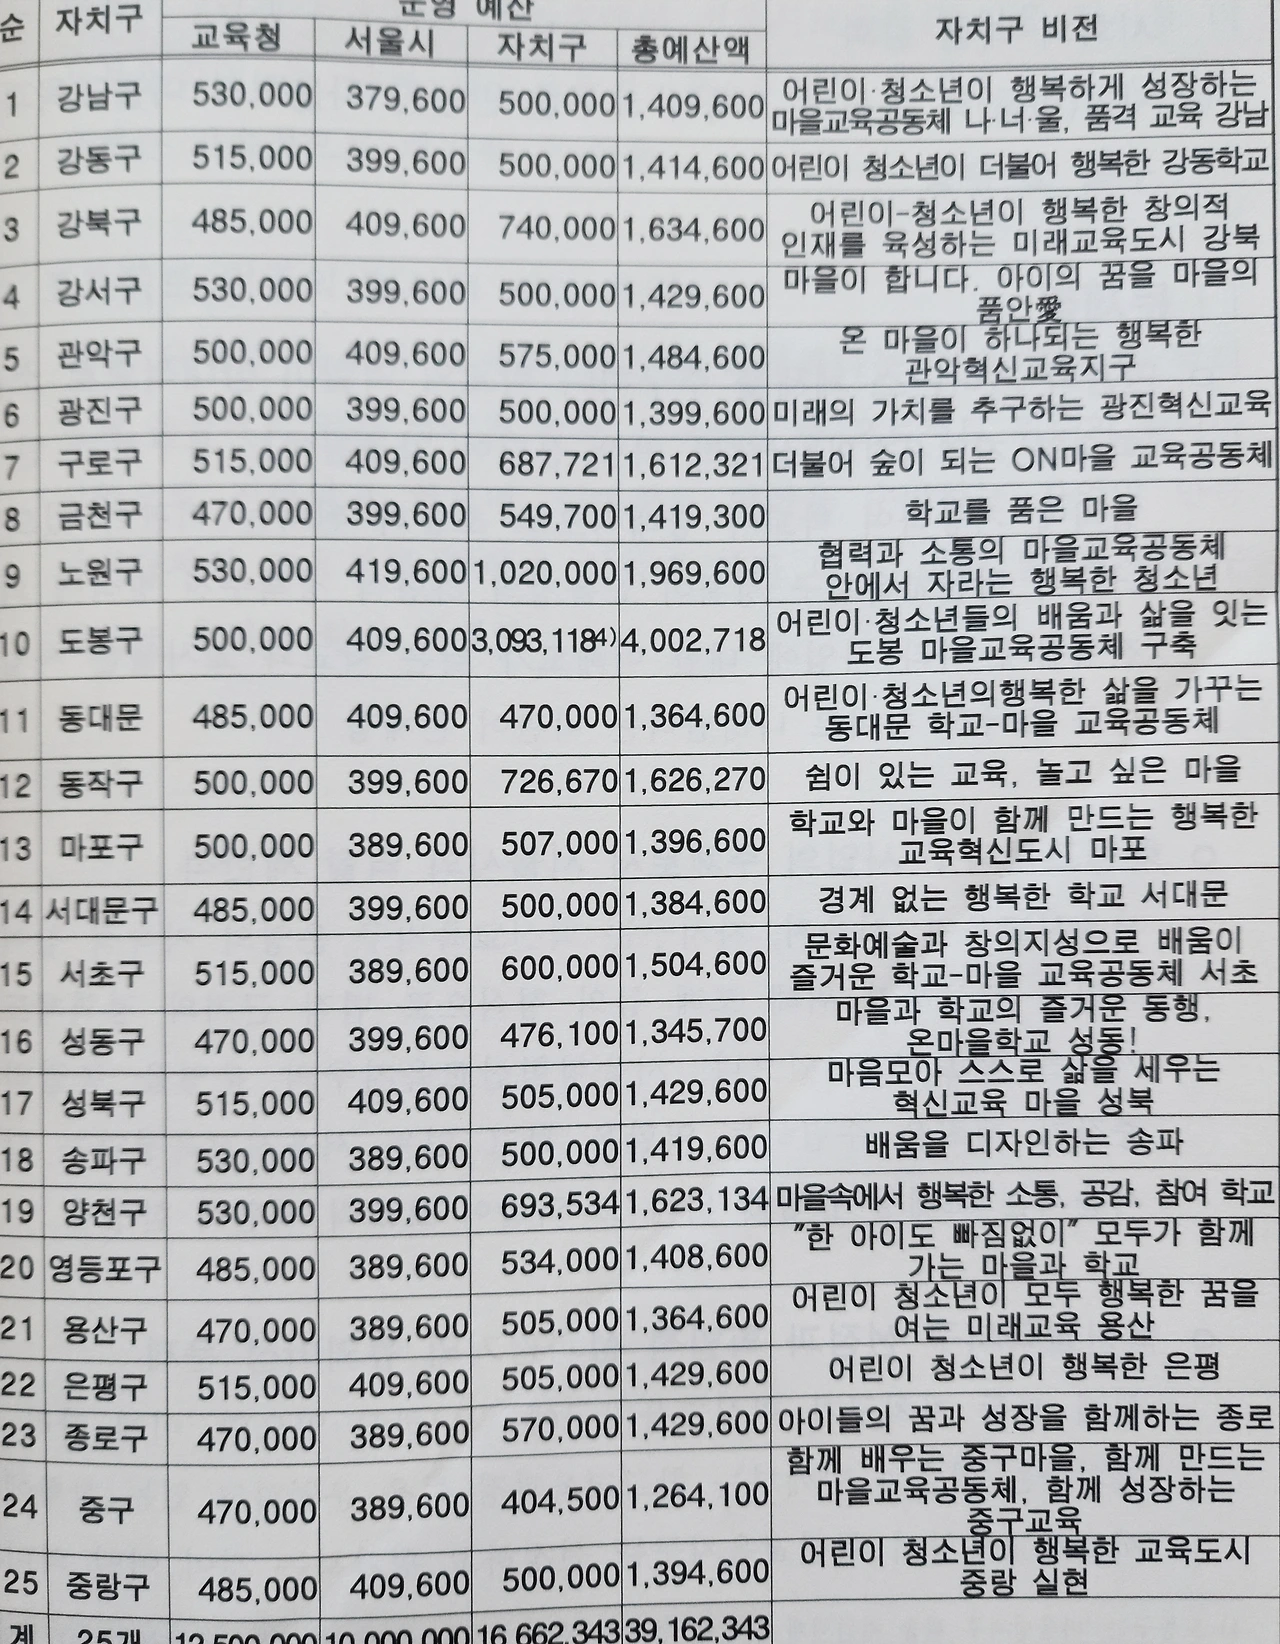 순 자치구 운영 예산 자치구 비전
교육청 서울시 자치구 총예산액
1 강남구 530,000 379,600 500,000 1,409,600 어린이·청소년이 행복하게 성장하는
마을교육공동체 나·너·울, 품격 교육 강남
2 강동구 515,000 399,600 500,000 1,414,600 어린이 청소년이 더불어 행복한 강동학교
3 강북구 485,000 409,600 740,000 1,634,600 어린이-청소년이 행복한 창의적
인재를 육성하는 미래교육도시 강북
4 강서구 530,000 399,600 500,000 1,429,600 마을이 합니다. 아이의 꿈을 마을의
품안愛
5 관악구 500,000 409,600 575,000 1,484,600 온 마을이 하나되는 행복한
관악혁신교육지구
6 광진구 500,000 399,600 500,000 1,399,600 미래의 가치를 추구하는 광진혁신교육
7 구로구 515,000 409,600 687,721 1,612,321 더불어 숲이 되는 ON마을 교육공동체
8 금천구 470,000 399,600 549,700 1,419,300 학교를 품은 마을
9 노원구 530,000 419,600 1,020,000 1,969,600 협력과 소통의 마을교육공동체
안에서 자라는 행복한 청소년
10 도봉구 500,000 409,600 3,093,1184) 4,002,718 어린이·청소년들의 배움과 삶을 잇는
도봉 마을교육공동체 구축
11 동대문 485,000 409,600 470,000 1,364,600 어린이·청소년의행복한 삶을 가꾸는
동대문 학교-마을 교육공동체
12 동작구 500,000 399,600 726,670 1,626,270 쉼이 있는 교육, 놀고 싶은 마을
13 마포구 500,000 389,600 507,000 1,396,600 학교와 마을이 함께 만드는 행복한
교육혁신도시 마포
14 서대문구 485,000 399,600 500,000 1,384,600 경계 없는 행복한 학교 서대문
15 서초구 515,000 389,600 600,000 1,504,600 문화예술과 창의지성으로 배움이
즐거운 학교-마을 교육공동체 서초
16 성동구 470,000 399,600 476,100 1,345,700 마을과 학교의 즐거운 동행,
온마을학교 성동!
17 성북구 515,000 409,600 505,000 1,429,600 마음모아 스스로 삶을 세우는
혁신교육 마을 성북
18 송파구 530,000 389,600 500,000 1,419,600 배움을 디자인하는 송파
19 양천구 530,000 399,600 693,534 1,623,134 마을속에서 행복한 소통, 공감, 참여 학교
20 영등포구 485,000 389,600 534,000 1,408,600 "한 아이도 빠짐없이" 모두가 함께
가는 마을과 학교
21 용산구 470,000 389,600 505,000 1,364,600 어린이 청소년이 모두 행복한 꿈을
여는 미래교육 용산
22 은평구 515,000 409,600 505,000 1,429,600 어린이 청소년이 행복한 은평
23 종로구 470,000 389,600 570,000 1,429,600 아이들의 꿈과 성장을 함께하는 종로
24 중구 470,000 389,600 404,500 1,264,100 함께 배우는 중구마을, 함께 만드는
마을교육공동체, 함께 성장하는
중구교육
25 중랑구 485,000 409,600 500,000 1,394,600 어린이 청소년이 행복한 교육도시
중랑 실현
계 25개 12,500,000 10,000,000 16,662,343 39,162,343